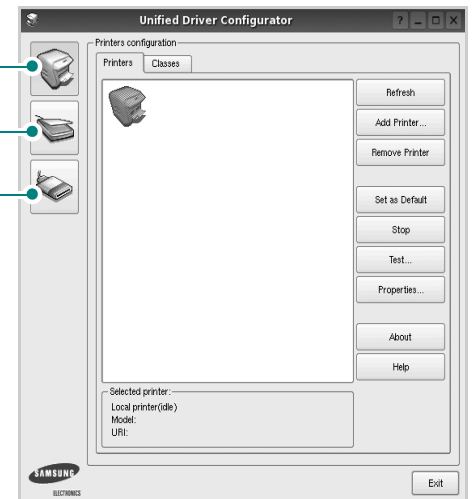 Unified Driver Configurator
Printers configuration
Printers
Classes
Refresh
Add Printer...
Remove Printer
Set as Default
Stop
Test...
Properties...
About
Help
Selected printer:
Local printer(idle)
Model:
URI:
SAMSUNG
ELECTRONICS
Exit